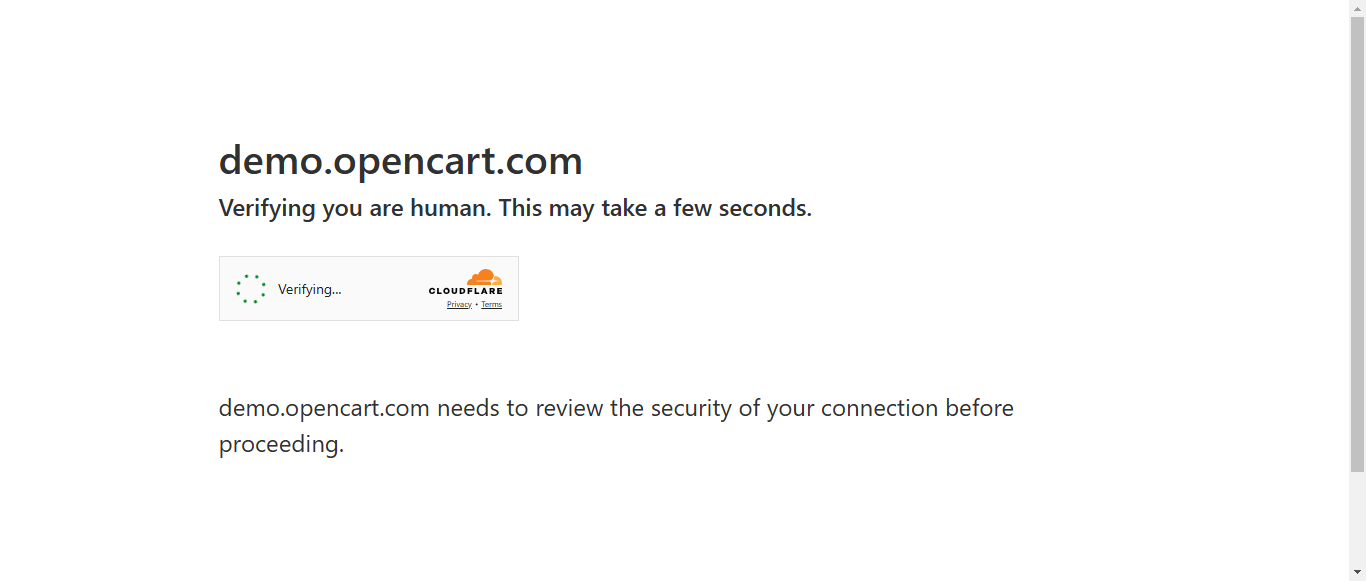 demo.opencart.com
Verifying you are human. This may take a few seconds.
Verifying...
CLOUDFLARE
Privacy • Terms
demo.opencart.com needs to review the security of your connection before
proceeding.